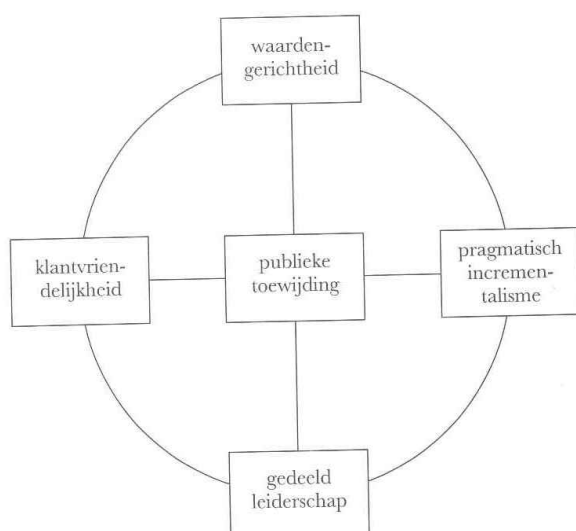 waarden-
gerichtheid
klantvrien-
delijkheid
publieke
toewijding
pragmatisch
incremen-
talisme
gedeeld
leiderschap